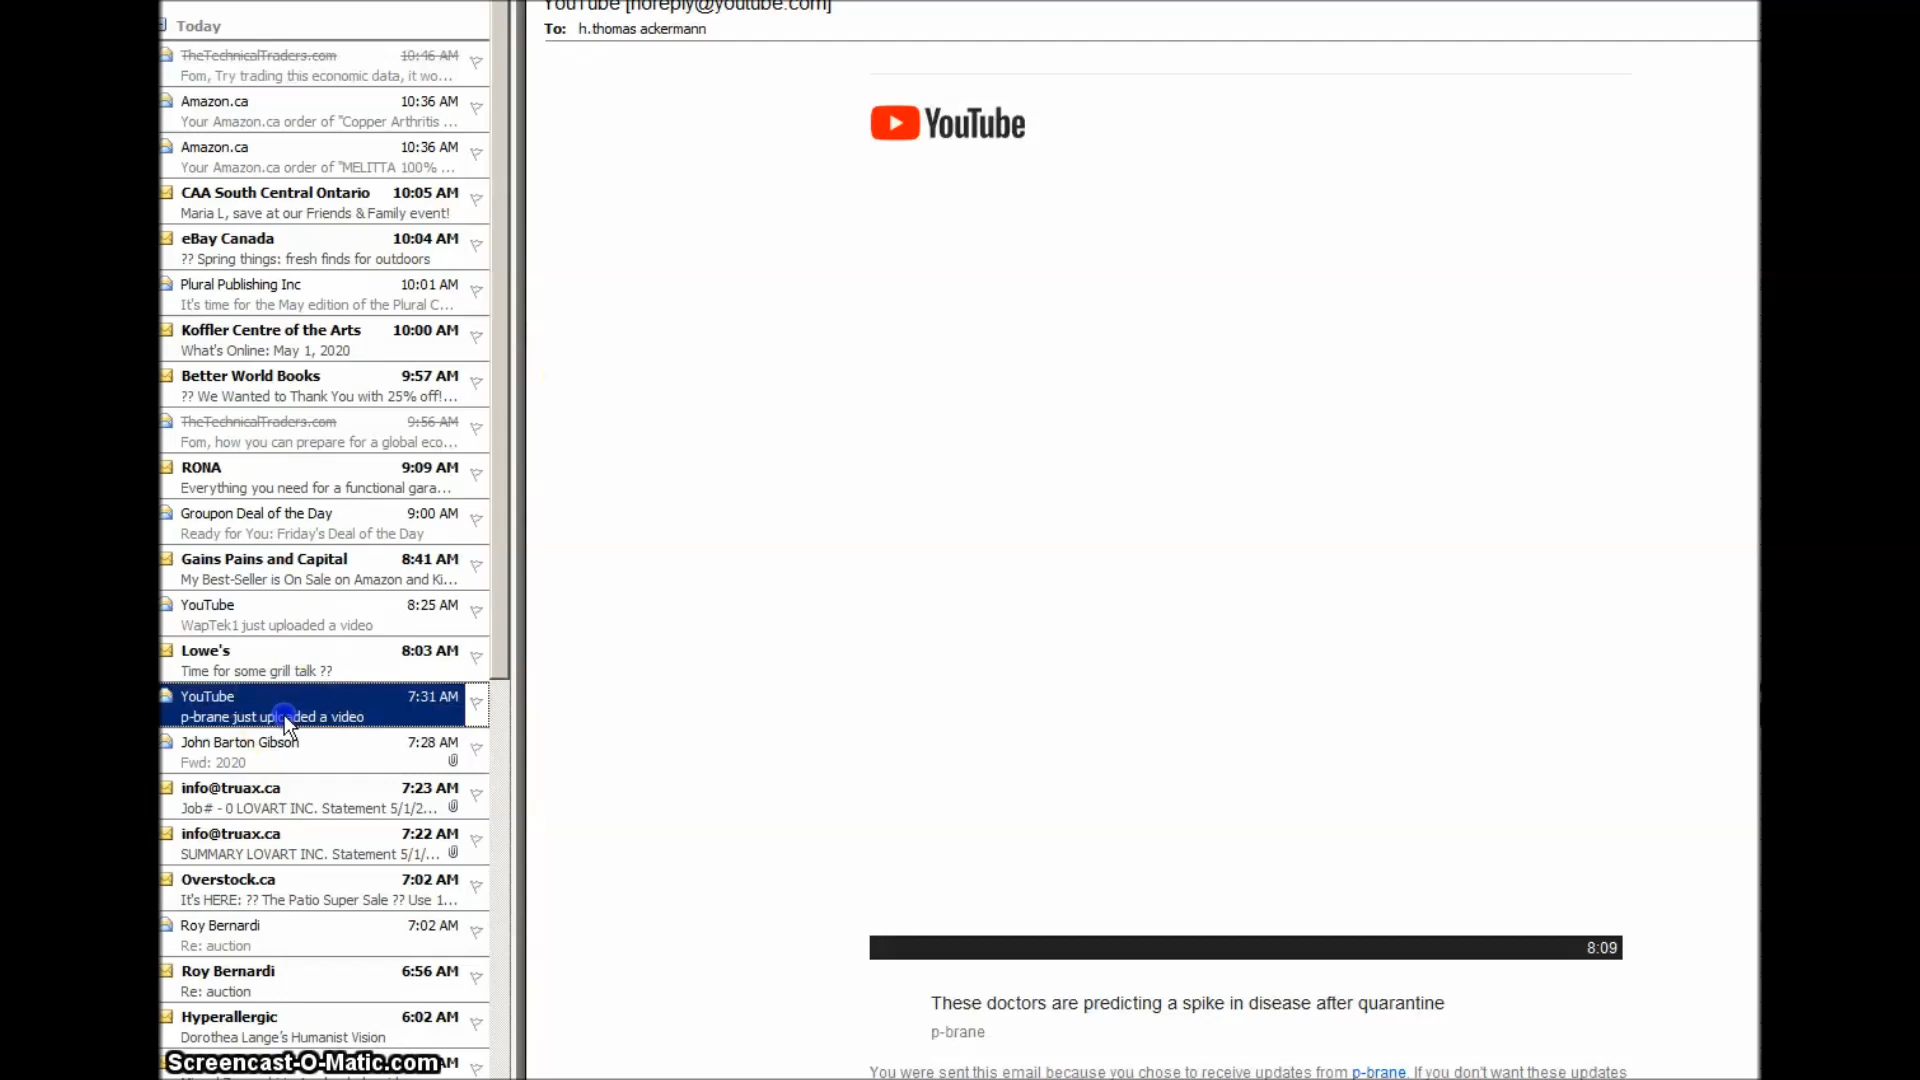 Today
TheTechnicalTraders.com 10:46 AM
Fom, Try trading this economic data, it wo...
Amazon.ca 10:36 AM
Your Amazon.ca order of "Copper Arthritis ...
Amazon.ca 10:36 AM
Your Amazon.ca order of "MELITTA 100% ...
CAA South Central Ontario 10:05 AM
Maria L, save at our Friends & Family event!
eBay Canada 10:04 AM
?? Spring things: fresh finds for outdoors
Plural Publishing Inc 10:01 AM
It's time for the May edition of the Plural C...
Koffler Centre of the Arts 10:00 AM
What's Online: May 1, 2020
Better World Books 9:57 AM
?? We Wanted to Thank You with 25% off!...
TheTechnicalTraders.com 9:56 AM
Fom, how you can prepare for a global eco...
RONA 9:09 AM
Everything you need for a functional gara...
Groupon Deal of the Day 9:00 AM
Ready for You: Friday's Deal of the Day
Gains Pains and Capital 8:41 AM
My Best-Seller is On Sale on Amazon and Ki...
YouTube 8:25 AM
WapTek1 just uploaded a video
Lowe's 8:03 AM
Time for some grill talk ??
YouTube 7:31 AM
p-brane just uploaded a video
John Barton Gibson 7:28 AM
Fwd: 2020
info@truax.ca 7:23 AM
Job# - 0 LOVART INC. Statement 5/1/2...
info@truax.ca 7:22 AM
SUMMARY LOVART INC. Statement 5/1/...
Overstock.ca 7:02 AM
It's HERE: ?? The Patio Super Sale ?? Use 1...
Roy Bernardi 7:02 AM
Re: auction
Roy Bernardi 6:56 AM
Re: auction
Hyperallergic 6:02 AM
Dorothea Lange's Humanist Vision
Screencast-O-Matic.com AM
YouTube [noreply@youtube.com]
To: h.thomas ackermann
YouTube
8:09
These doctors are predicting a spike in disease after quarantine
p-brane
You were sent this email because you chose to receive updates from p-brane. If you don't want these updates